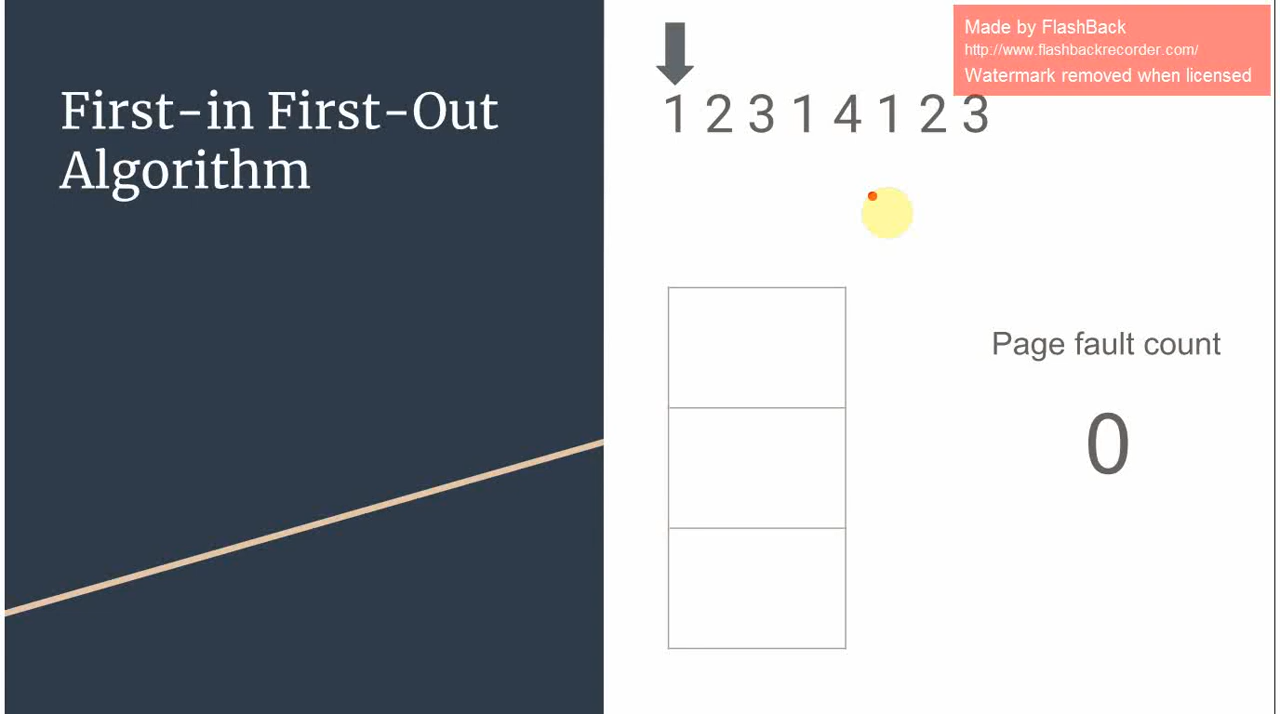 First-in First-Out
Algorithm
Made by FlashBack
http://www.flashbackrecorder.com/
Watermark removed when licensed
1 2 3 1 4 1 2 3
Page fault count
0